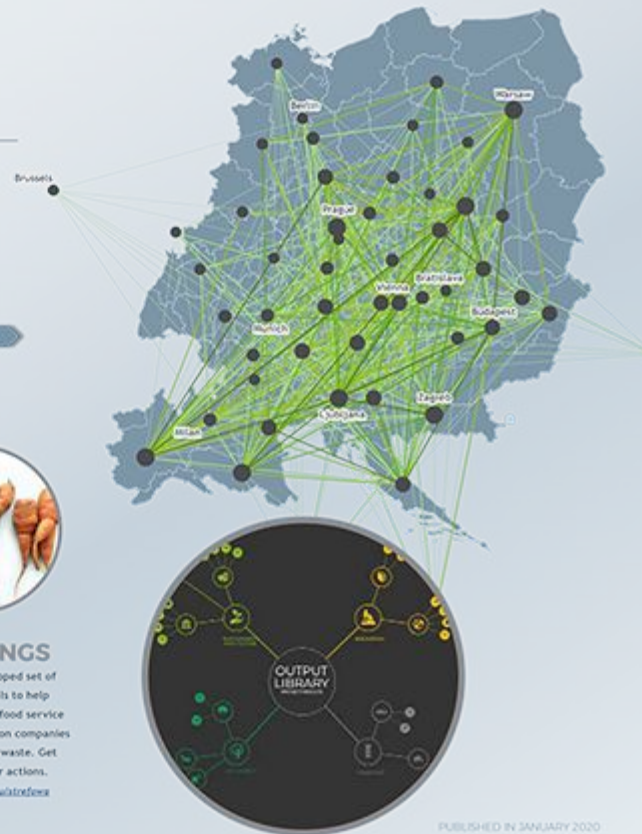 Warsaw
Berlin
Brussels
Prague
Bratislava
Vienna
Budapest
Munich
Zagreb
Ljubljana
Milan
OUTPUT
LIBRARY
NGS
oped set of
ls to help
food service
on companies
waste. Get
r actions.
PUBLISHED IN JANUARY 2020